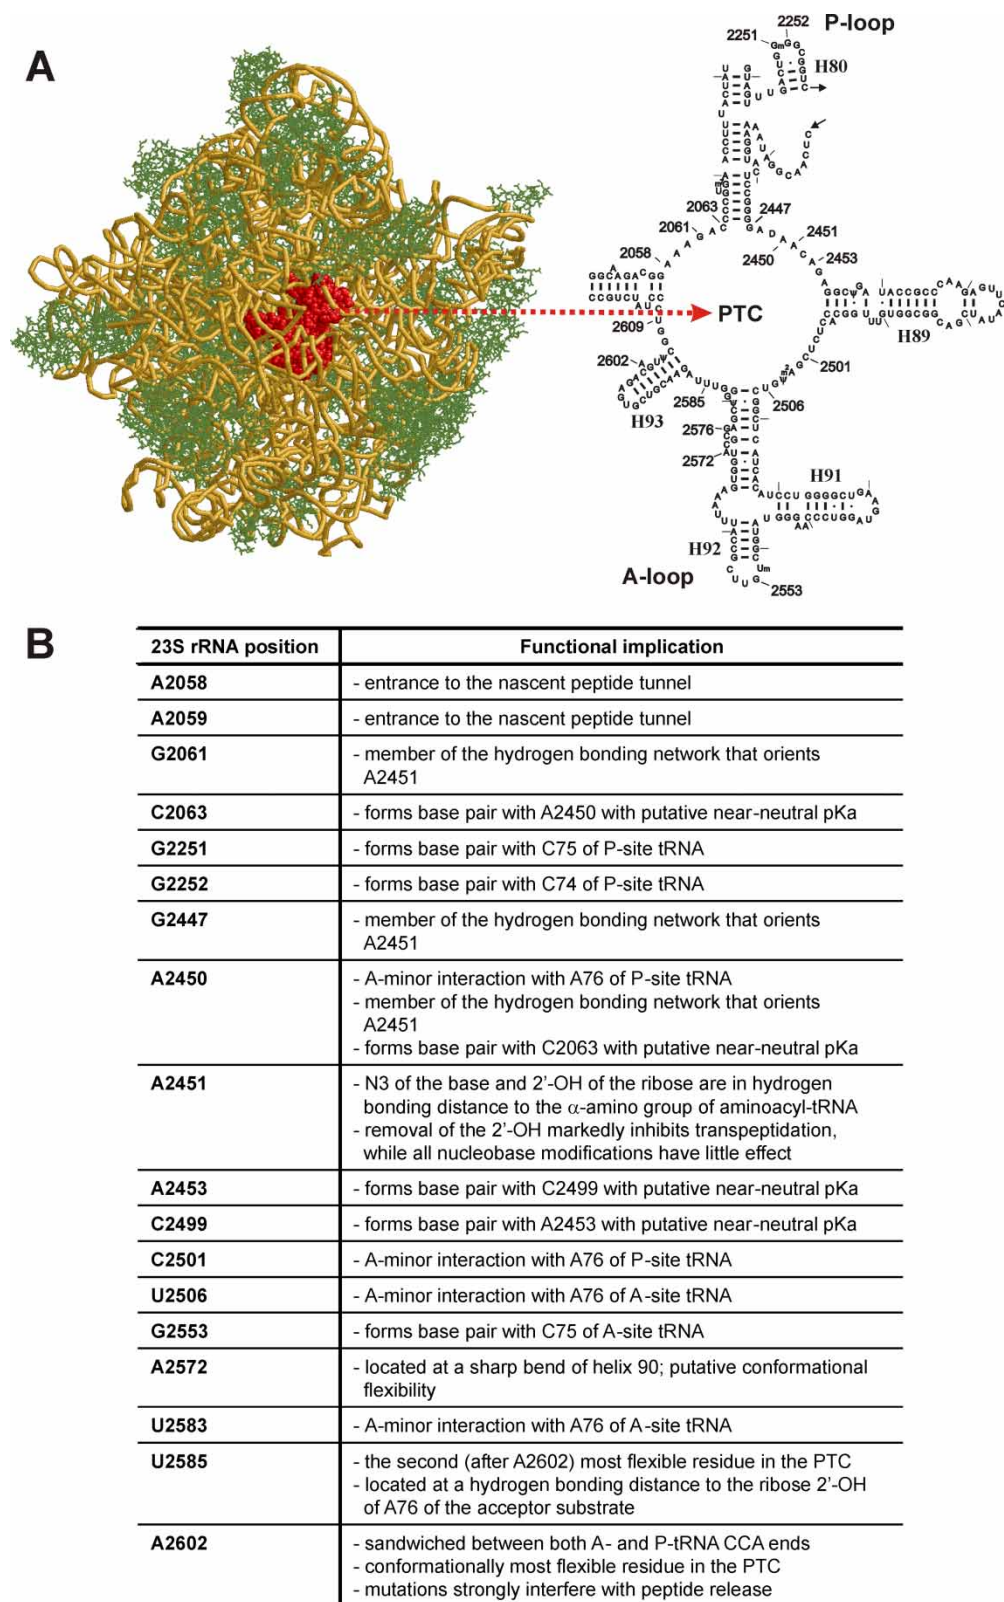 A
P-loop
2252
2251
H80
2063
2447
2061
2451
2058
2450
2453
PTC
2609
H89
2602
2501
2585
2506
H93
2576
2572
H91
H92
A-loop
2553
B
23S rRNA position Functional implication
A2058 - entrance to the nascent peptide tunnel
A2059 - entrance to the nascent peptide tunnel
G2061 - member of the hydrogen bonding network that orients
A2451
C2063 - forms base pair with A2450 with putative near-neutral pKa
G2251 - forms base pair with C75 of P-site tRNA
G2252 - forms base pair with C74 of P-site tRNA
G2447 - member of the hydrogen bonding network that orients
A2451
A2450 - A-minor interaction with A76 of P-site tRNA
- member of the hydrogen bonding network that orients
A2451
- forms base pair with C2063 with putative near-neutral pKa
A2451 - N3 of the base and 2'-OH of the ribose are in hydrogen
bonding distance to the α-amino group of aminoacyl-tRNA
- removal of the 2'-OH markedly inhibits transpeptidation,
while all nucleobase modifications have little effect
A2453 - forms base pair with C2499 with putative near-neutral pKa
C2499 - forms base pair with A2453 with putative near-neutral pKa
C2501 - A-minor interaction with A76 of P-site tRNA
U2506 - A-minor interaction with A76 of A-site tRNA
G2553 - forms base pair with C75 of A-site tRNA
A2572 - located at a sharp bend of helix 90; putative conformational
flexibility
U2583 - A-minor interaction with A76 of A-site tRNA
U2585 - the second (after A2602) most flexible residue in the PTC
- located at a hydrogen bonding distance to the ribose 2'-OH
of A76 of the acceptor substrate
A2602 - sandwiched between both A- and P-tRNA CCA ends
- conformationally most flexible residue in the PTC
- mutations strongly interfere with peptide release